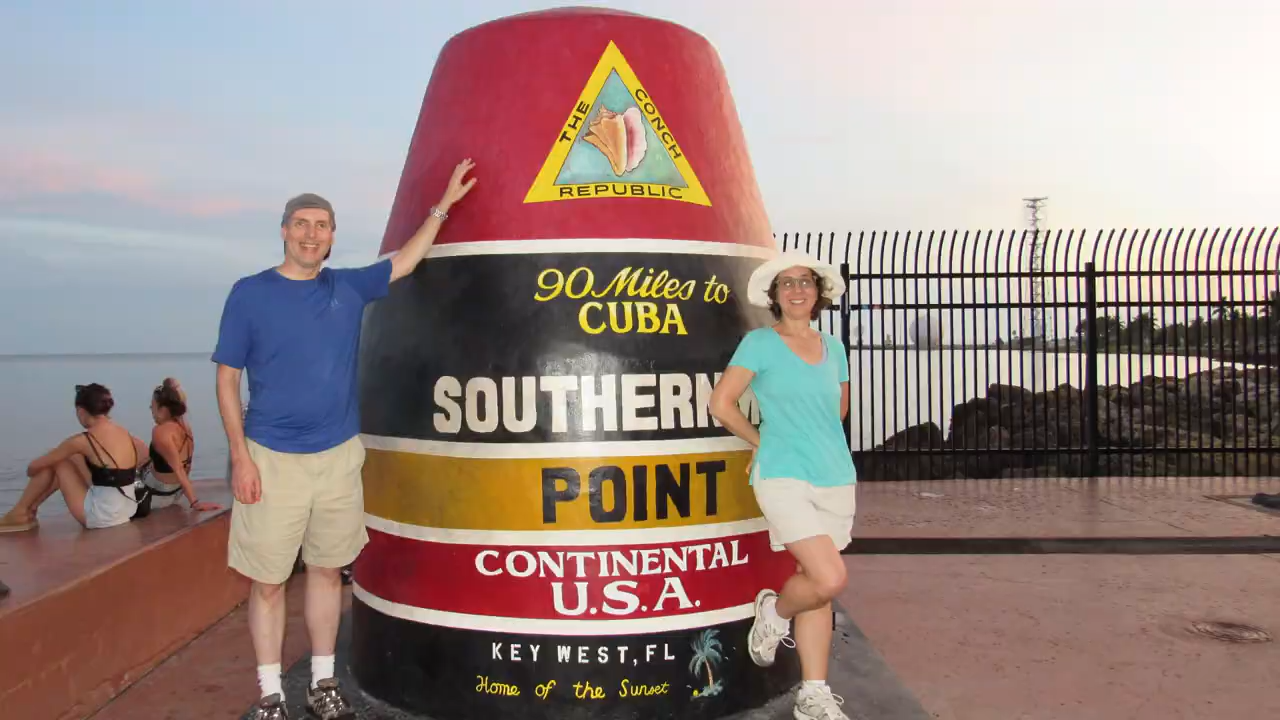 THE CONCH
REPUBLIC
90 Miles to
CUBA
SOUTHERNM
POINT
CONTINENTAL
U.S.A.
KEY WEST, FL
Home of the Sunset